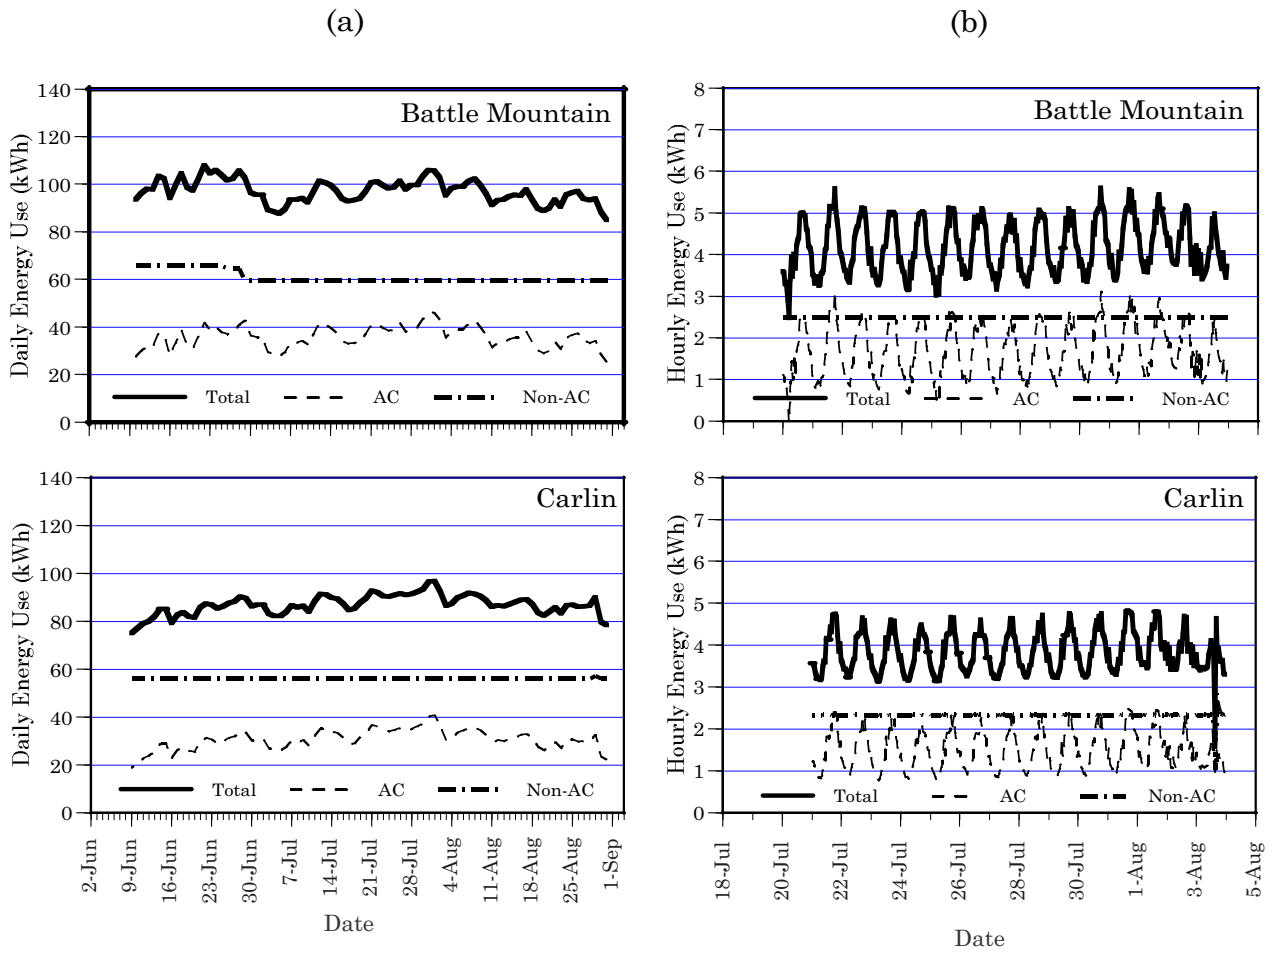 (a)
Battle Mountain
Daily Energy Use (kWh)
140
120
100
80
60
40
20
0
Total AC Non-AC
Carlin
Daily Energy Use (kWh)
140
120
100
80
60
40
20
0
Total AC Non-AC
2-Jun 9-Jun 16-Jun 23-Jun 30-Jun 7-Jul 14-Jul 21-Jul 28-Jul 4-Aug 11-Aug 18-Aug 25-Aug 1-Sep
Date
(b)
Battle Mountain
Hourly Energy Use (kWh)
8
7
6
5
4
3
2
1
0
Total AC Non-AC
Carlin
Hourly Energy Use (kWh)
8
7
6
5
4
3
2
1
0
Total AC Non-AC
18-Jul 20-Jul 22-Jul 24-Jul 26-Jul 28-Jul 30-Jul 1-Aug 3-Aug 5-Aug
Date